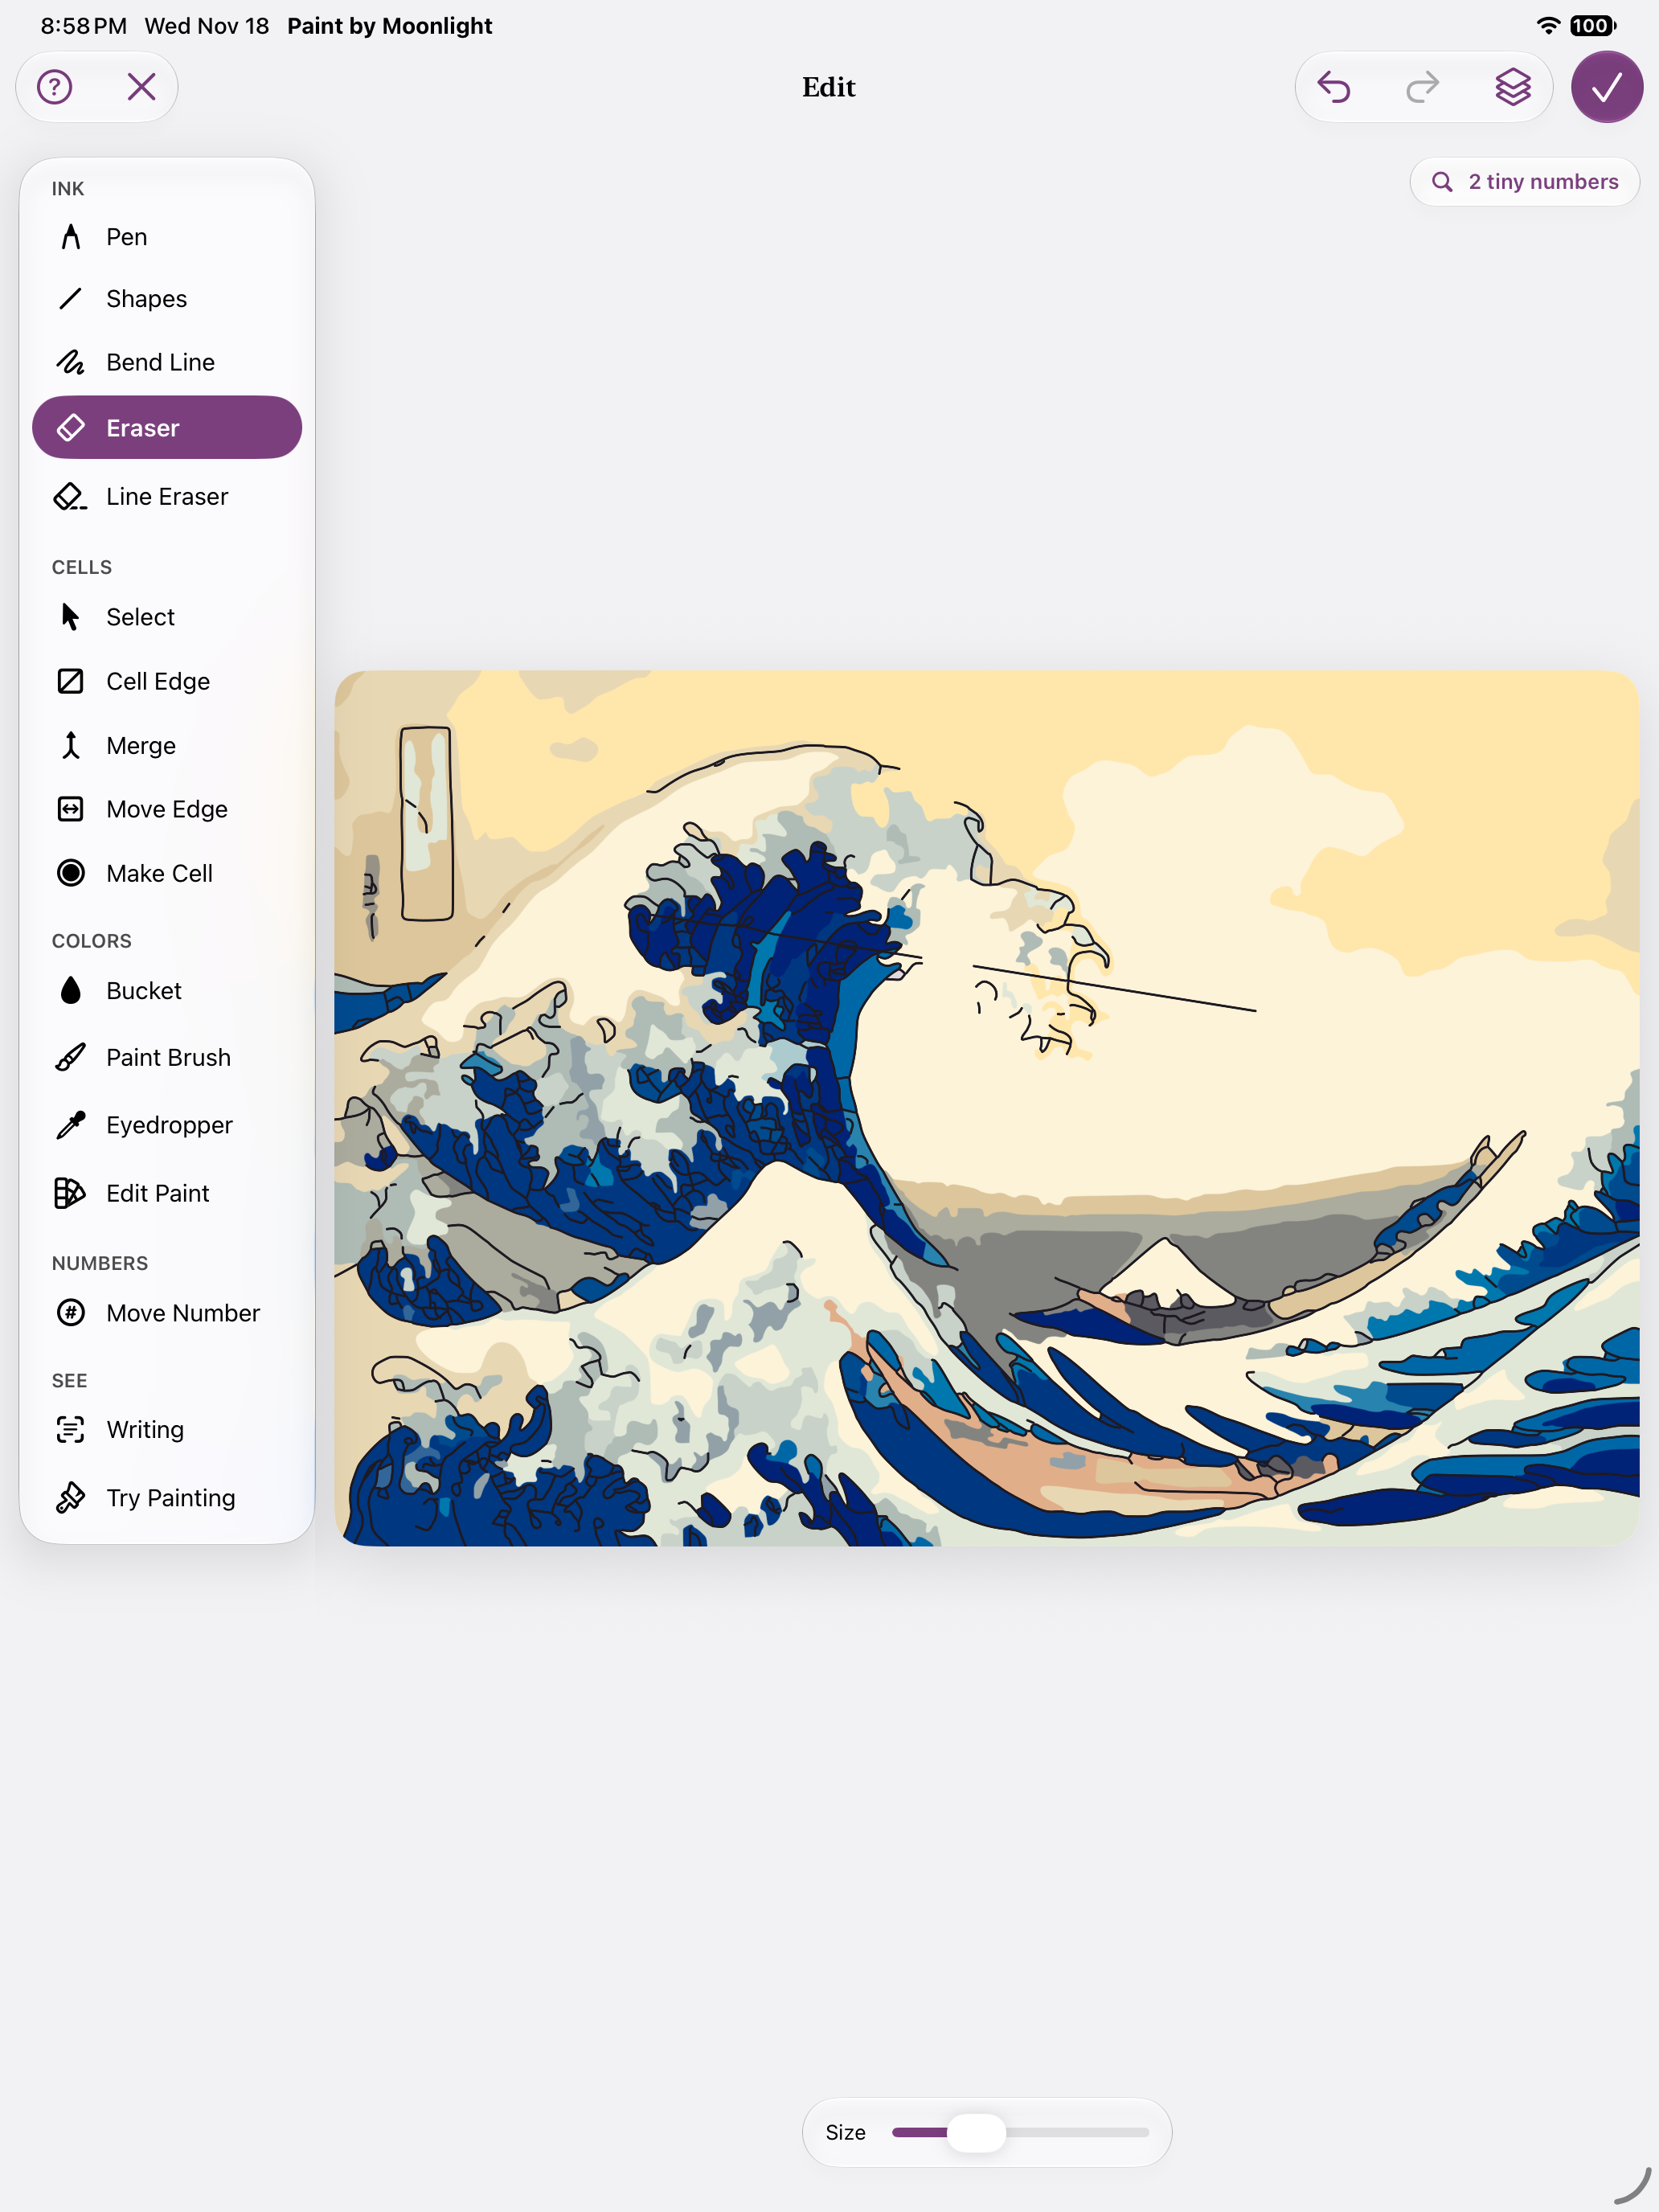 8:58 PM Wed Nov 18 Paint by Moonlight
100
Edit
2 tiny numbers
INK
Pen
Shapes
Bend Line
Eraser
Line Eraser
CELLS
Select
Cell Edge
Merge
Move Edge
Make Cell
COLORS
Bucket
Paint Brush
Eyedropper
Edit Paint
NUMBERS
Move Number
SEE
Writing
Try Painting
Size